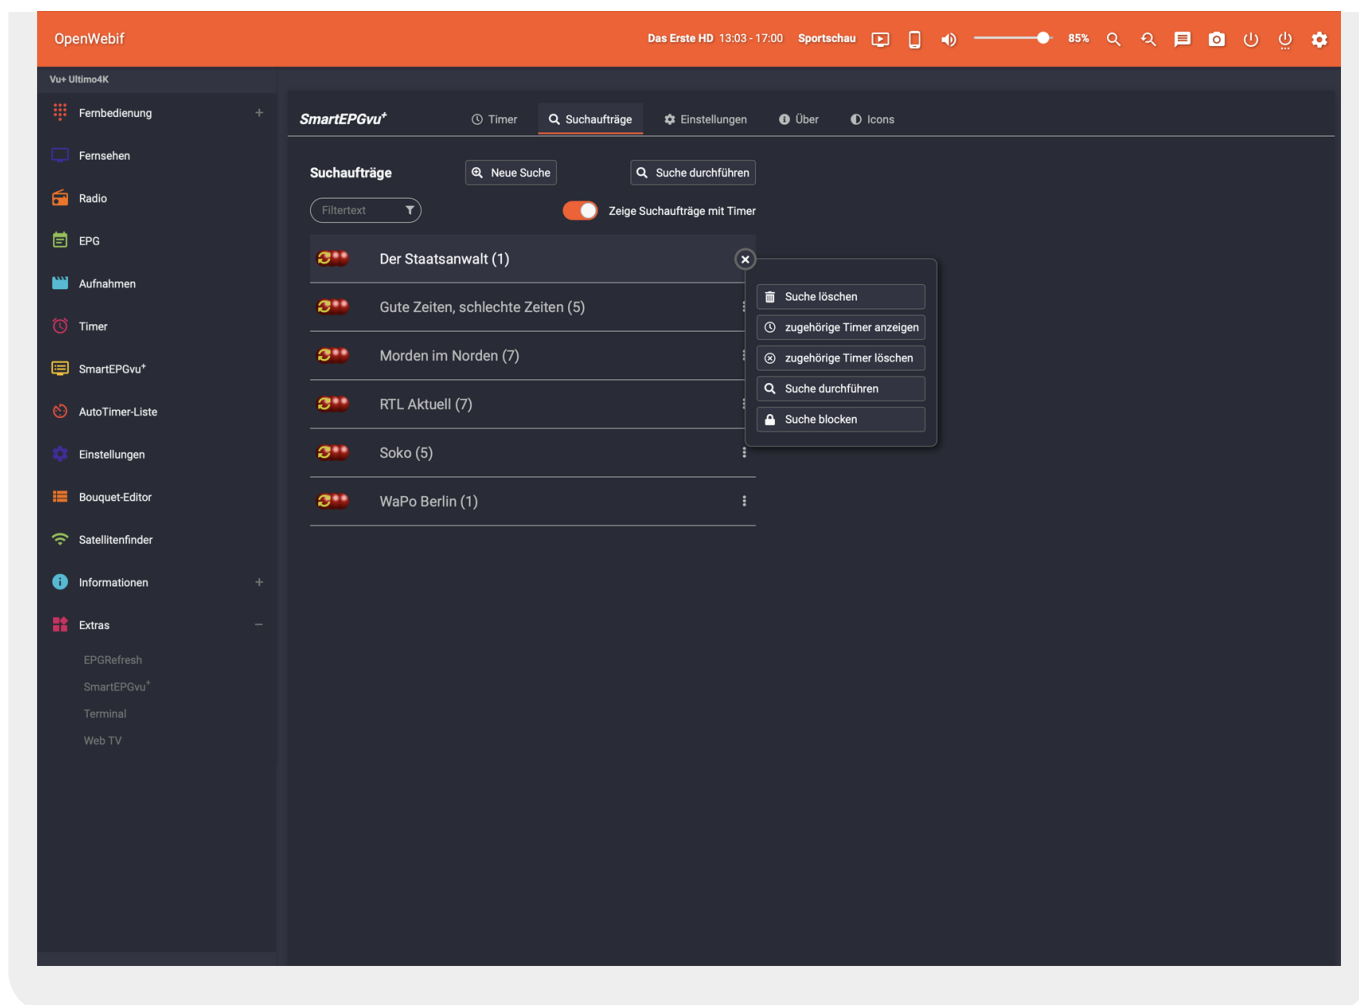 OpenWebif
Das Erste HD 13:03 - 17:00 Sportschau
85%
Vu+ Ultimo4K
Fernbedienung
Fernsehen
Radio
EPG
Aufnahmen
Timer
SmartEPGvu+
AutoTimer-Liste
Einstellungen
Bouquet-Editor
Satellitenfinder
Informationen
Extras
EPGRefresh
SmartEPGvu+
Terminal
Web TV
SmartEPGvu+
Timer
Suchaufträge
Einstellungen
Über
Icons
Suchaufträge
Neue Suche
Suche durchführen
Filtertext
Zeige Suchaufträge mit Timer
Der Staatsanwalt (1)
Gute Zeiten, schlechte Zeiten (5)
Morden im Norden (7)
RTL Aktuell (7)
Soko (5)
WaPo Berlin (1)
Suche löschen
zugehörige Timer anzeigen
zugehörige Timer löschen
Suche durchführen
Suche blocken